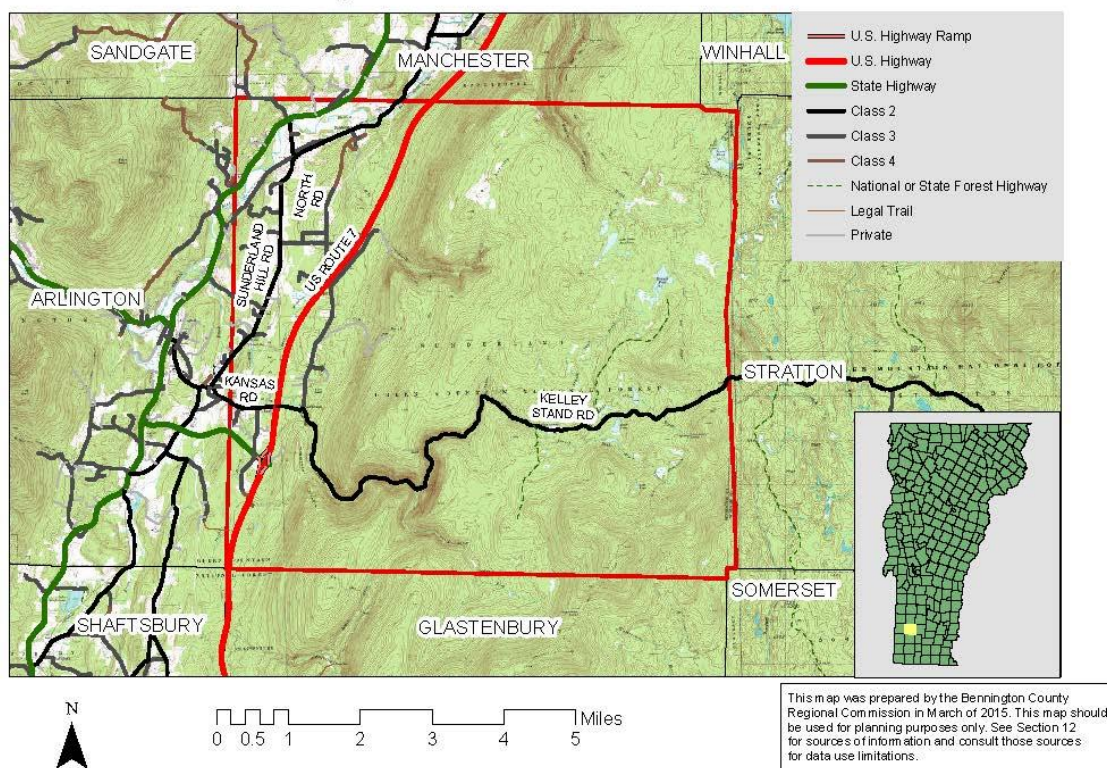 SANDGATE
MANCHESTER
WINHALL
U.S. Highway Ramp
U.S. Highway
State Highway
Class 2
Class 3
Class 4
National or State Forest Highway
Legal Trail
Private
NORTH
RD
SUNDERLAND
HILL RD
US ROUTE 7
ARLINGTON
KANSAS
RD
KELLEY
STAND RD
STRATTON
SOMERSET
SHAFTSBURY
GLASTENBURY
N
Miles
0 0.5 1 2 3 4 5
This map was prepared by the Bennington County
Regional Commission in March of 2015. This map should
be used for planning purposes only. See Section 12
for sources of information and consult those sources
for data use limitations.